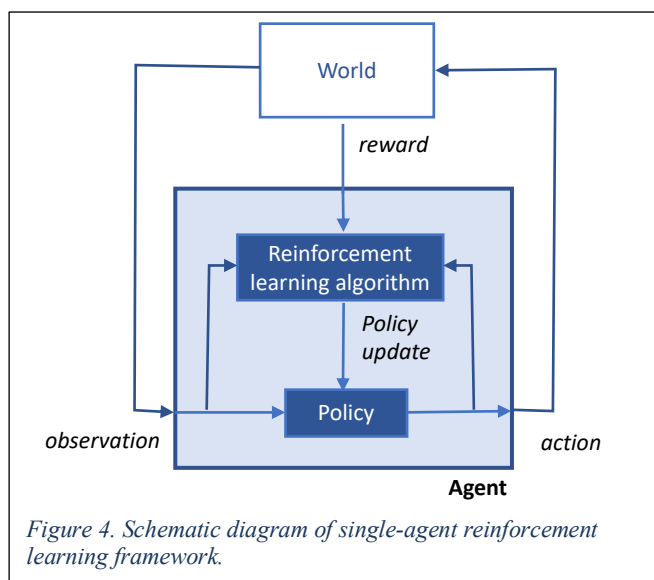 World
reward
Reinforcement
learning algorithm
Policy
update
Policy
observation
action
Agent
Figure 4. Schematic diagram of single-agent reinforcement
learning framework.